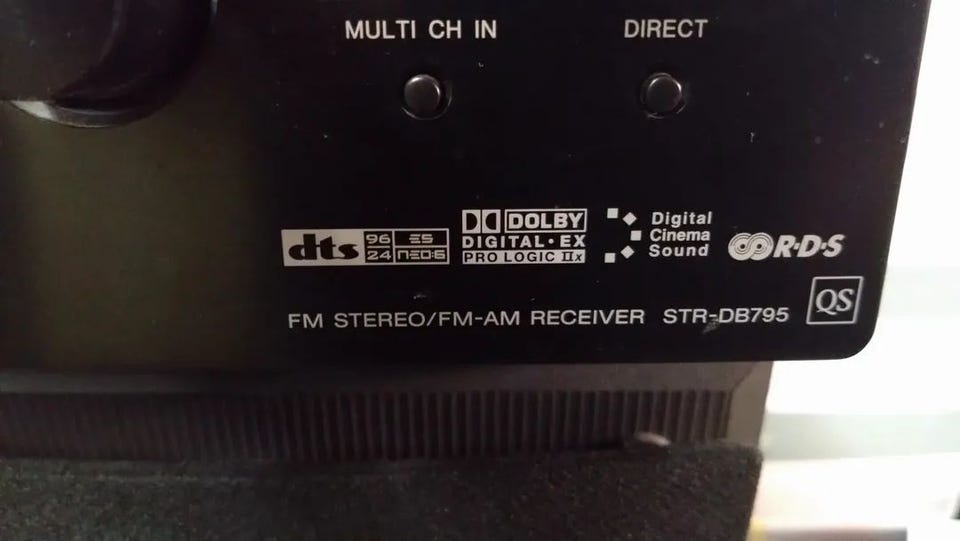 MULTI CH IN
DIRECT
dts 96 24 ES NEO:6
DOLBY
DIGITAL·EX
PRO LOGIC IIx
Digital
Cinema
Sound
R·D·S
QS
FM STEREO/FM-AM RECEIVER STR-DB795